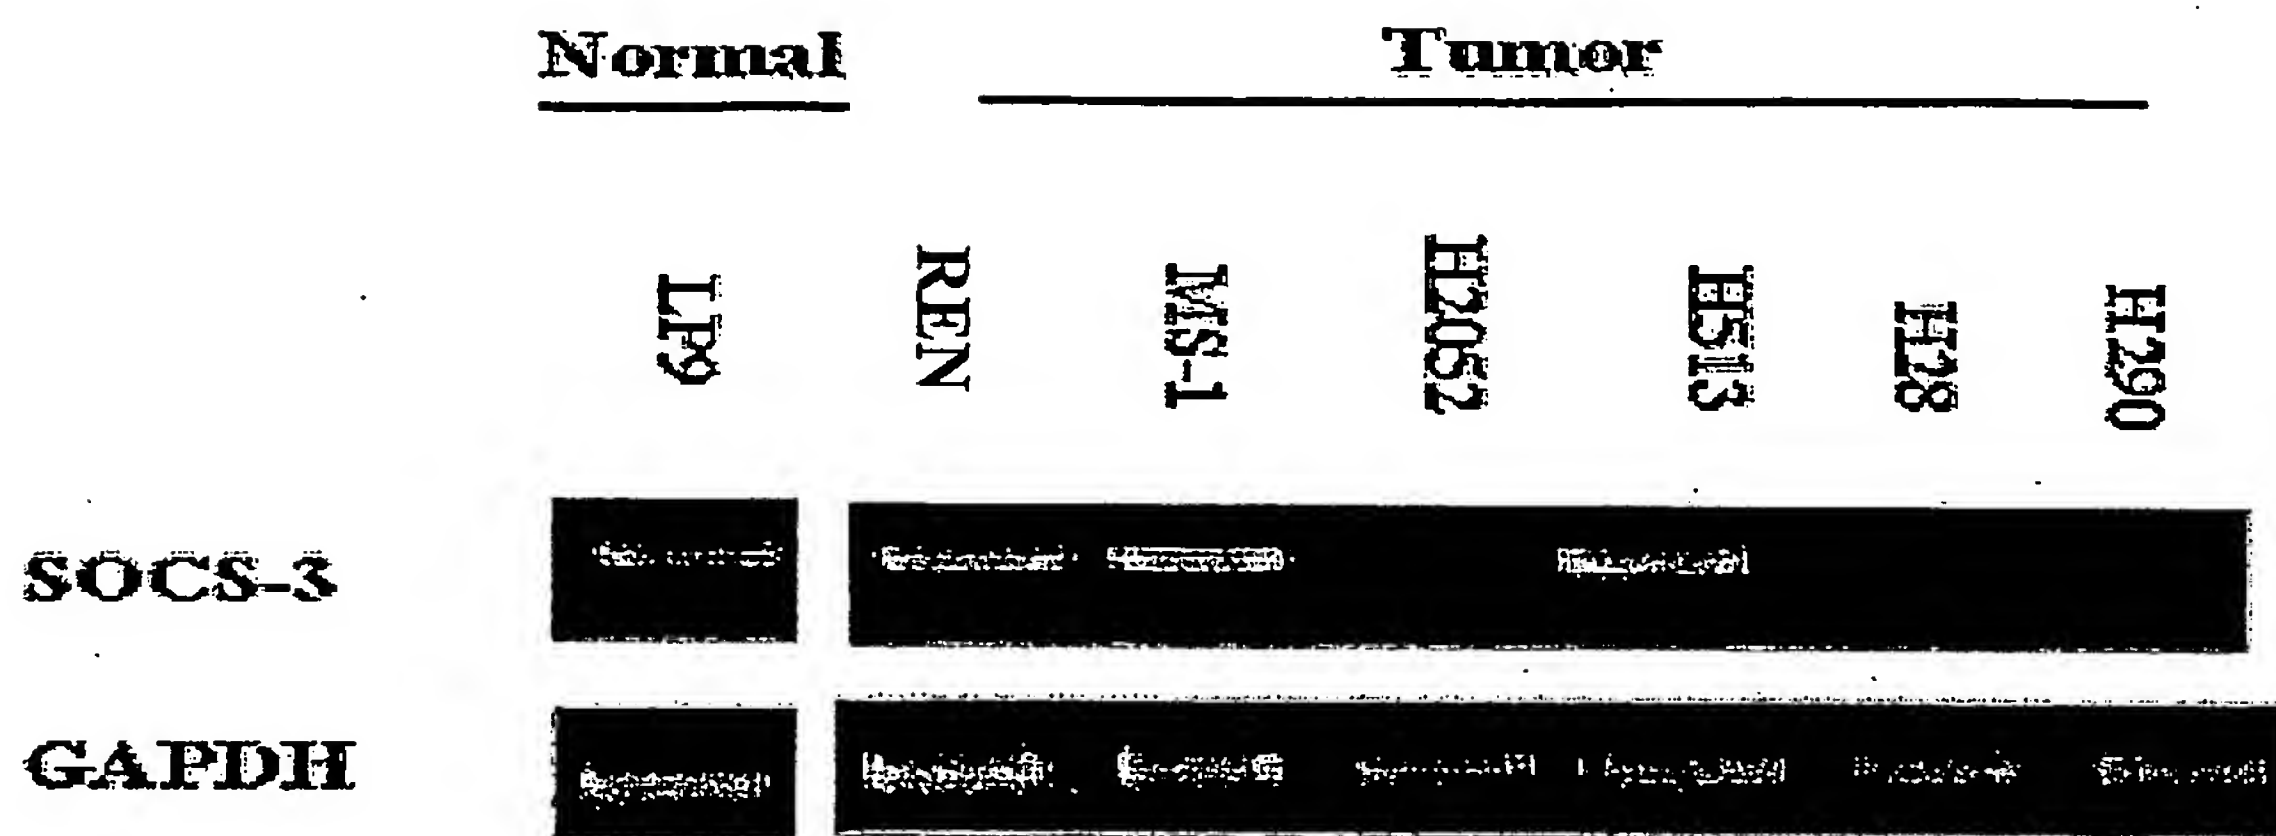 Normal Tumor
LP9 REN MS-1 H2052 H513 H28 H290
SOCS-3
GAPDH